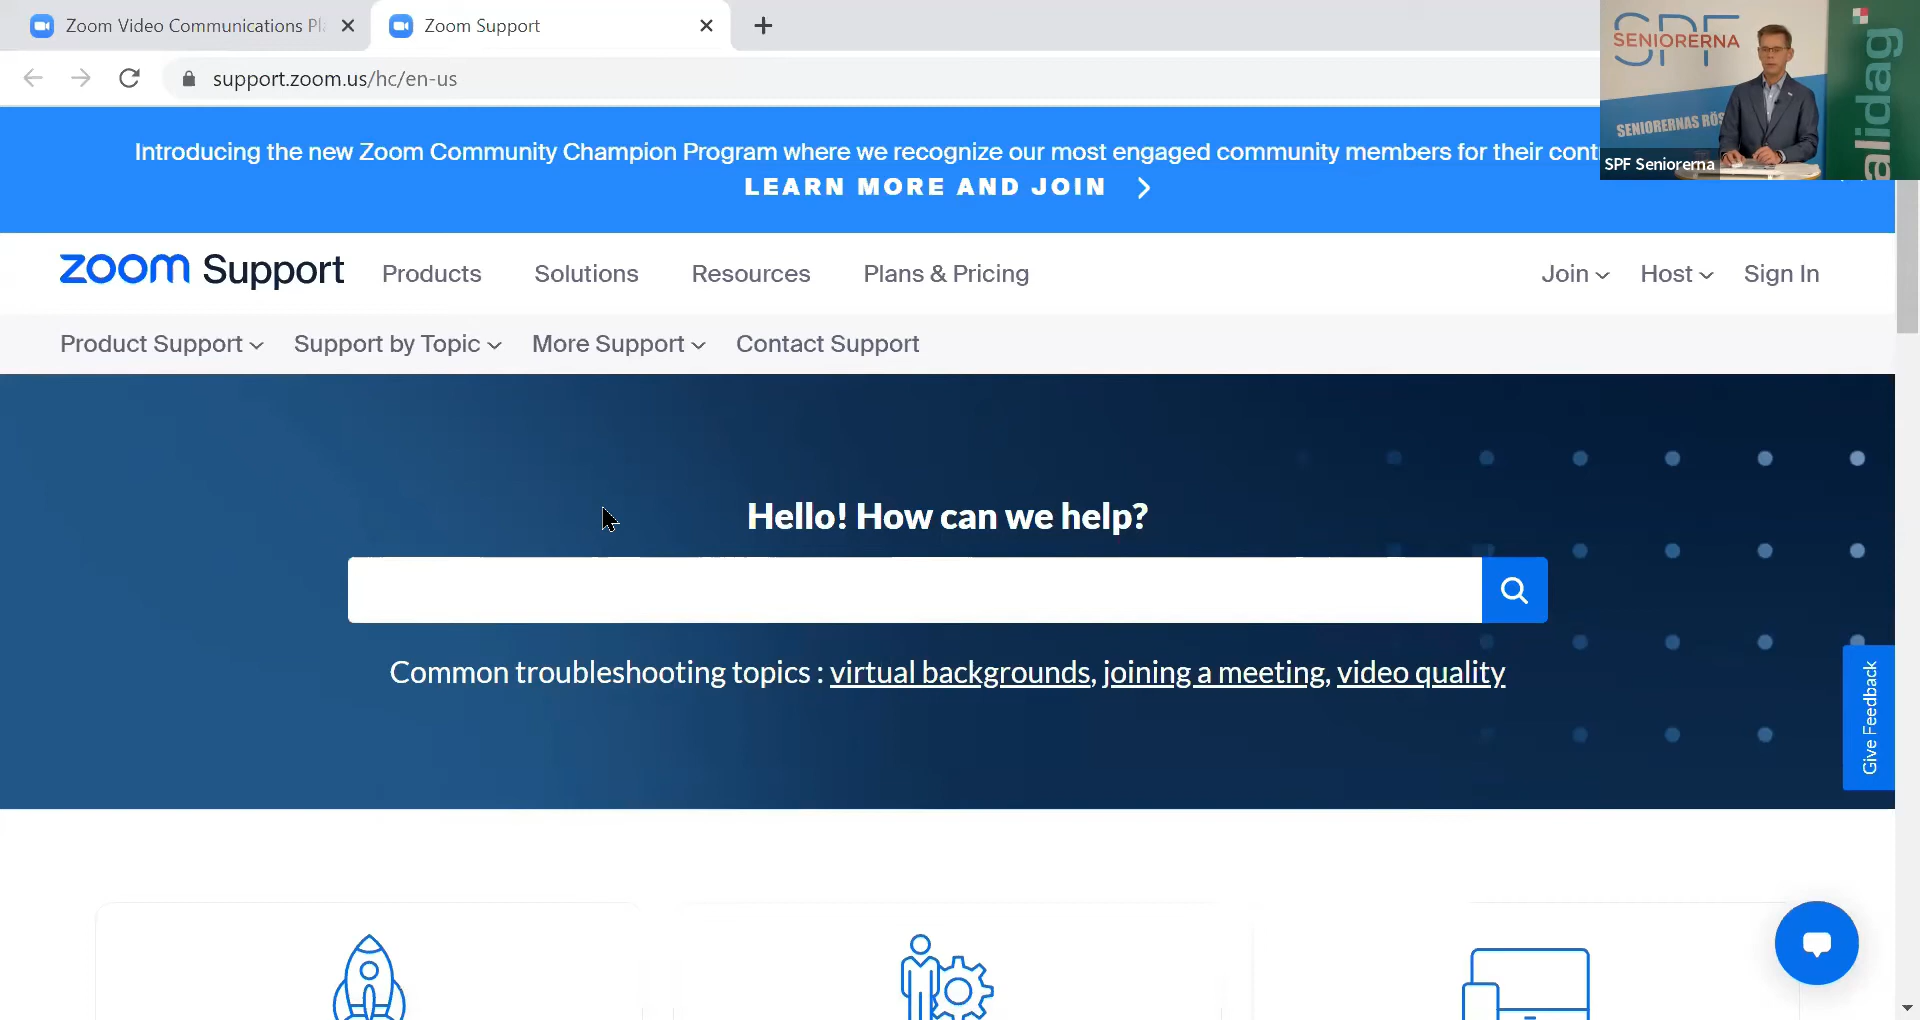 Zoom Video Communications Pl
Zoom Support
support.zoom.us/hc/en-us
SPF
SENIORERNA
SENIORERNAS RÖS
alidag
SPF Seniorerna
Introducing the new Zoom Community Champion Program where we recognize our most engaged community members for their cont
LEARN MORE AND JOIN
zoom Support
Products
Solutions
Resources
Plans & Pricing
Join
Host
Sign In
Product Support
Support by Topic
More Support
Contact Support
Hello! How can we help?
Common troubleshooting topics : virtual backgrounds, joining a meeting, video quality
Give Feedback